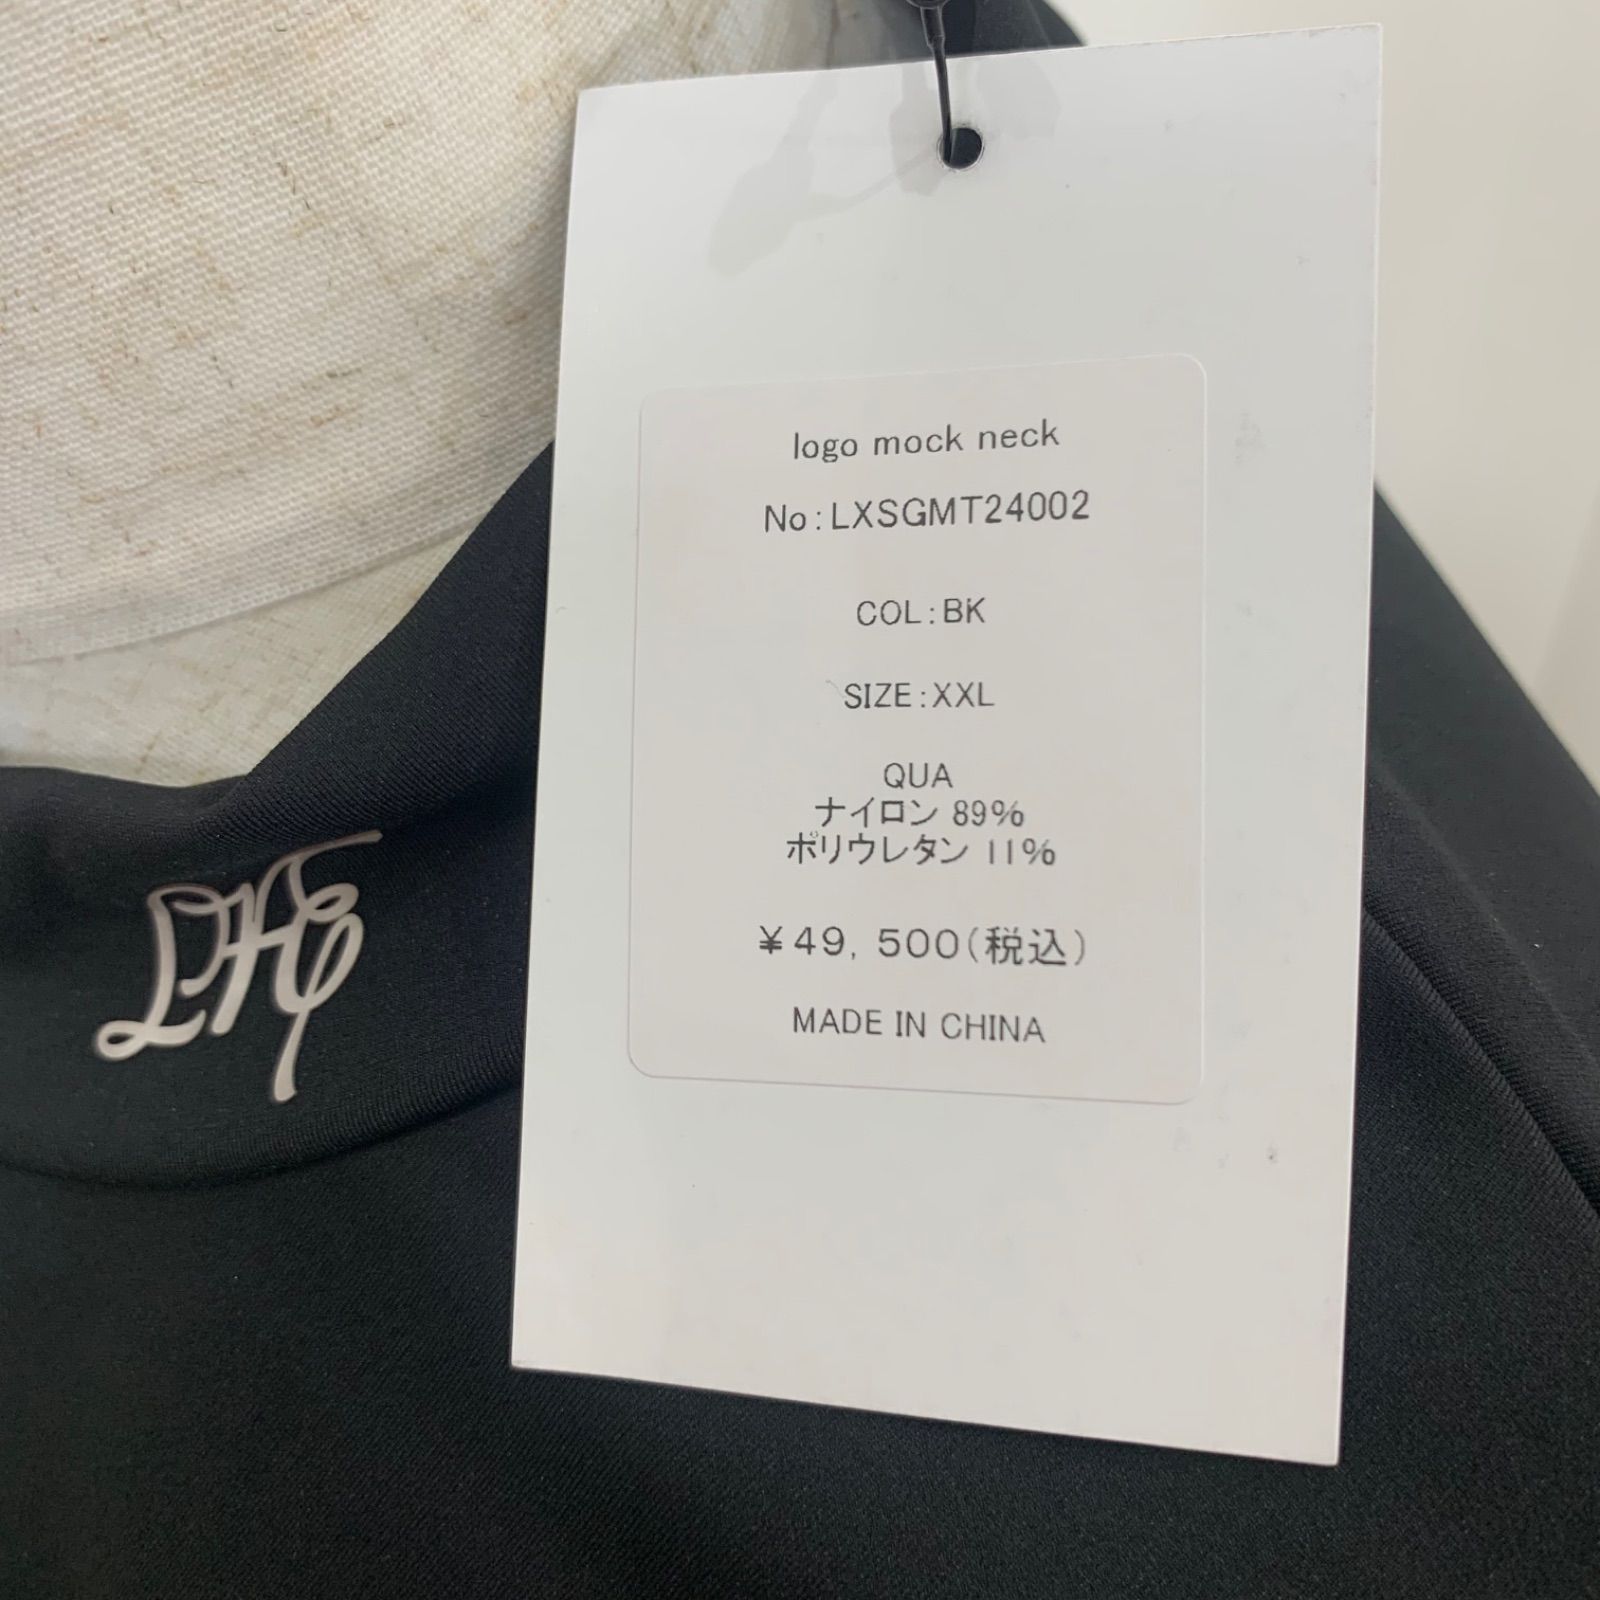 logo mock neck
No:LXSGMT24002
COL:BK
SIZE:XXL
QUA
ナイロン 89%
ポリウレタン 11%
¥49, 500(税込)
MADE IN CHINA